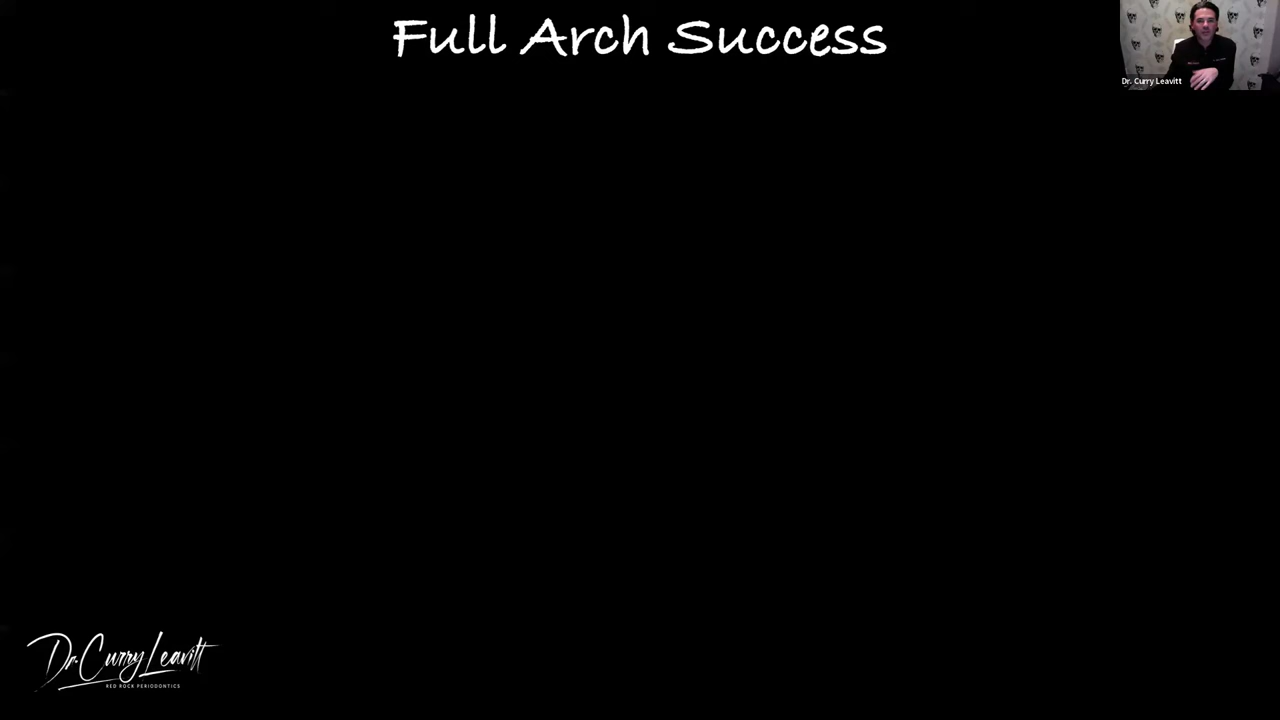 Full Arch Success
Dr. Curry Leavitt
Dr. Curry Leavitt
RED ROCK PERIODONTICS